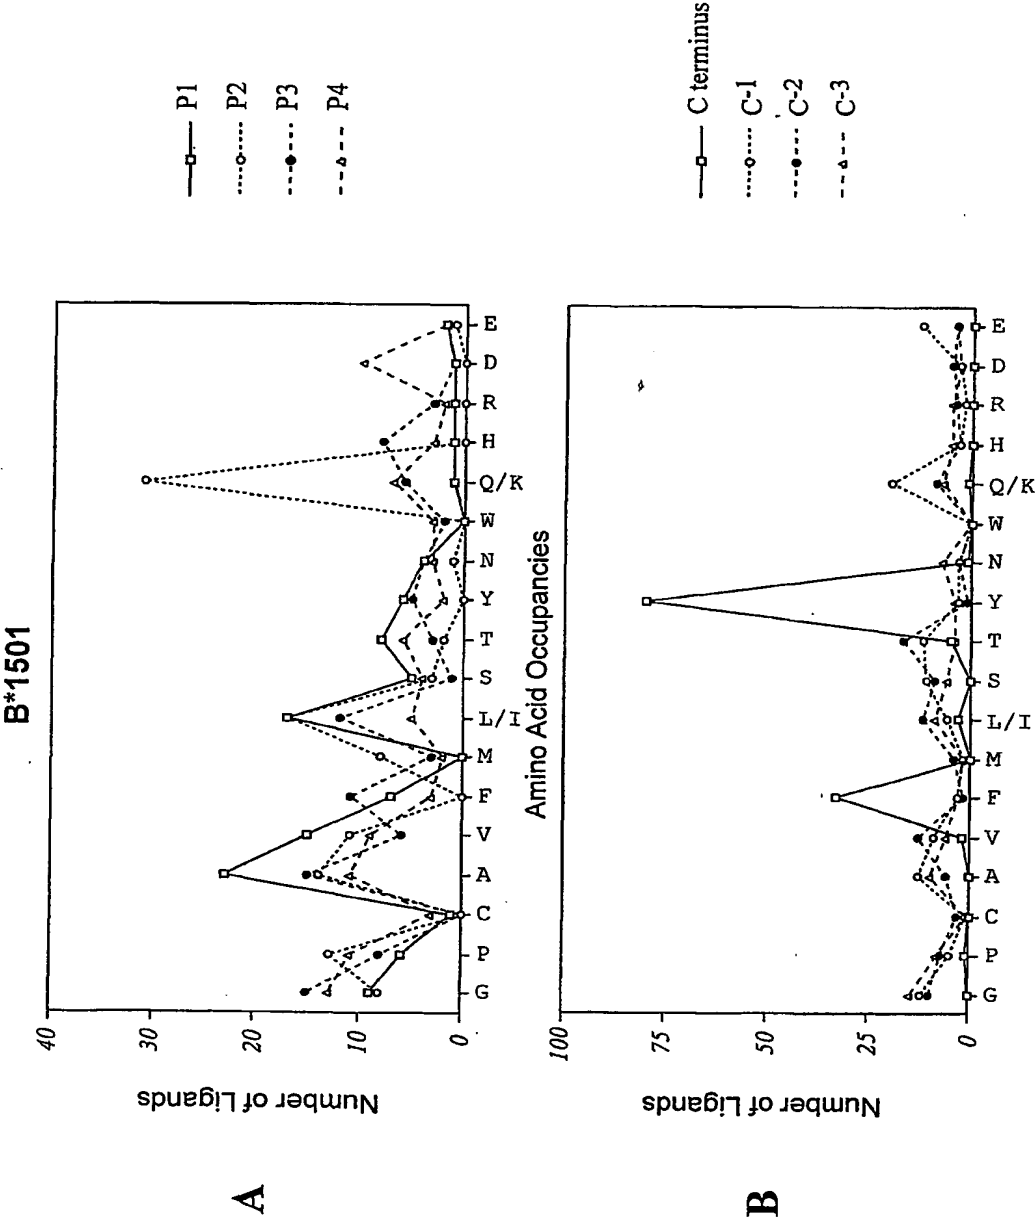 B*1501
A
Number of Ligands
40
30
20
10
0
G P C A V F M L/I S T Y N W Q/K H R D E
P1
P2
P3
P4
Amino Acid Occupancies
B
Number of Ligands
100
75
50
25
0
G P C A V F M L/I S T Y N W Q/K H R D E
C terminus
C-1
C-2
C-3